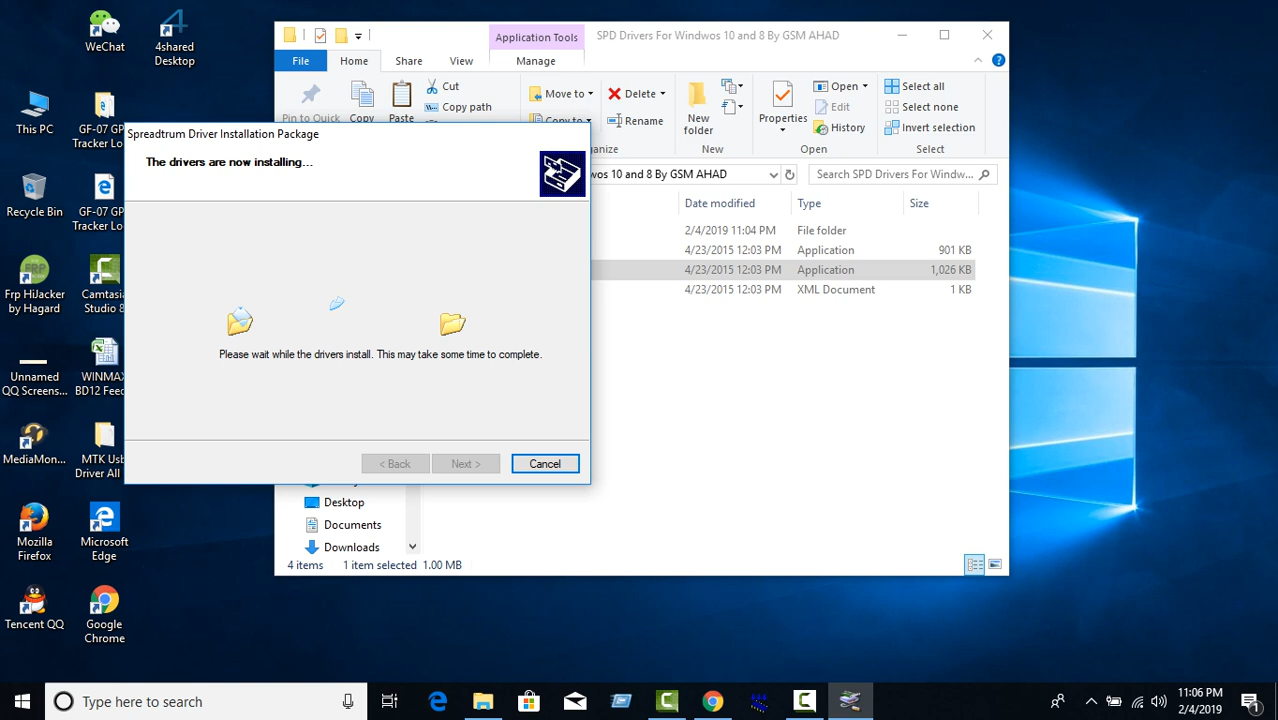 WeChat
4shared
Desktop
This PC
GF-07 GP
Tracker Lo
Recycle Bin
GF-07 GP
Tracker Lo
Frp HiJacker
by Hagard
Camtasi
Studio 8
Unnamed
QQ Screens...
WINMAX
BD12 Feed
MediaMon...
MTK Usb
Driver All
Mozilla
Firefox
Microsoft
Edge
Tencent QQ
Google
Chrome
Application Tools
SPD Drivers For Windwos 10 and 8 By GSM AHAD
File
Home
Share
View
Manage
Pin to Quick
Copy
Paste
Cut
Copy path
Move to
Copy to
Delete
Rename
New
folder
Properties
Open
Edit
History
Select all
Select none
Invert selection
anize
New
Open
Select
wos 10 and 8 By GSM AHAD
Search SPD Drivers For Windw...
Date modified
Type
Size
2/4/2019 11:04 PM
File folder
4/23/2015 12:03 PM
Application
901 KB
4/23/2015 12:03 PM
Application
1,026 KB
4/23/2015 12:03 PM
XML Document
1 KB
Spreadtrum Driver Installation Package
The drivers are now installing...
Please wait while the drivers install. This may take some time to complete.
< Back
Next >
Cancel
Desktop
Documents
Downloads
4 items
1 item selected
1.00 MB
Type here to search
11:06 PM
2/4/2019
1